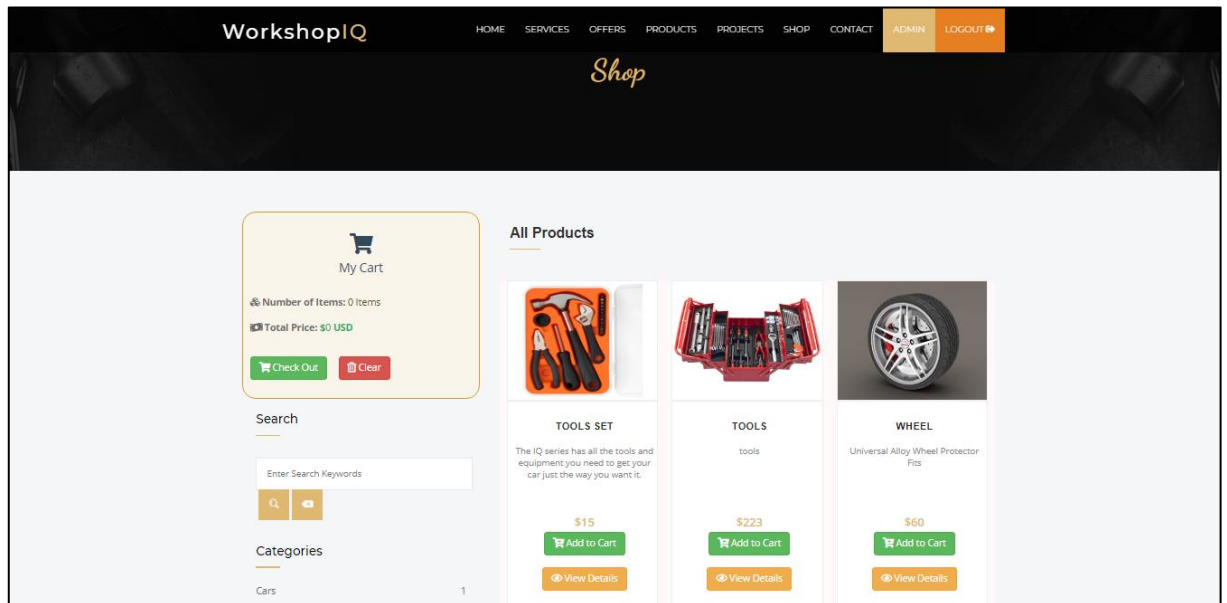 WorkshopIQ
HOME SERVICES OFFERS PRODUCTS PROJECTS SHOP CONTACT ADMIN LOGOUT
Shop
My Cart
Number of Items: 0 Items
Total Price: $0 USD
Check Out Clear
Search
Enter Search Keywords
Categories
Cars 1
All Products
TOOLS SET
The IQ series has all the tools and
equipment you need to get your
car just the way you want it.
$15
Add to Cart
View Details
TOOLS
tools
$223
Add to Cart
View Details
WHEEL
Universal Alloy Wheel Protector
Fits
$60
Add to Cart
View Details